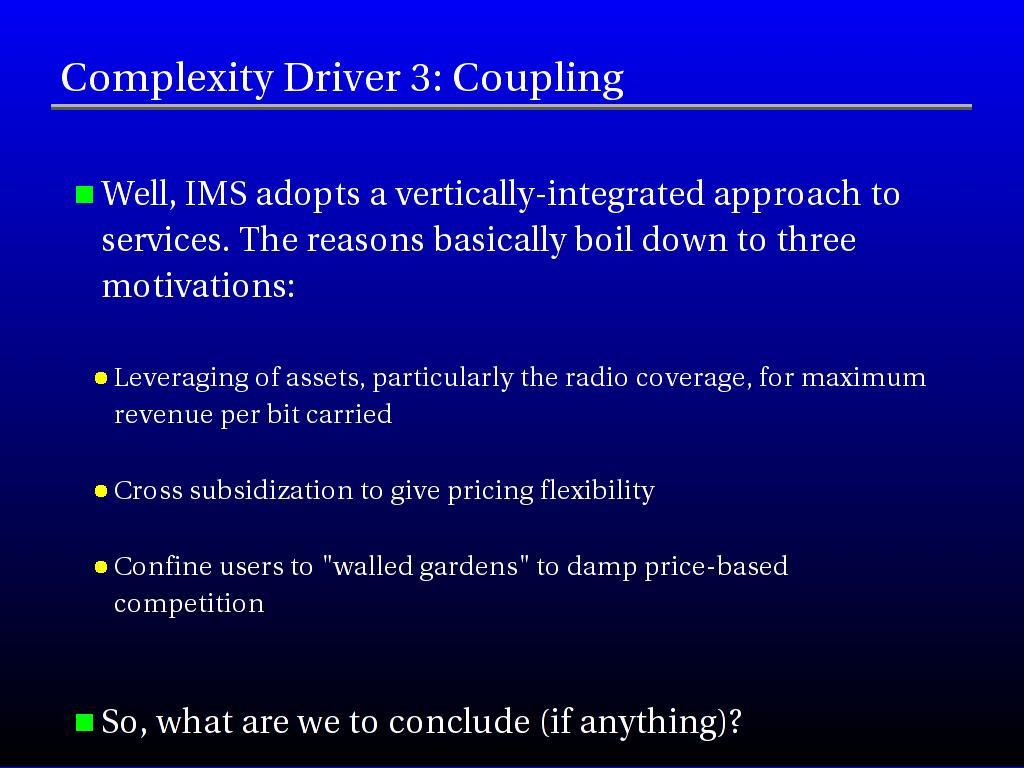 Complexity Driver 3: Coupling
Well, IMS adopts a vertically-integrated approach to
services. The reasons basically boil down to three
motivations:
Leveraging of assets, particularly the radio coverage, for maximum
revenue per bit carried
Cross subsidization to give pricing flexibility
Confine users to "walled gardens" to damp price-based
competition
So, what are we to conclude (if anything)?